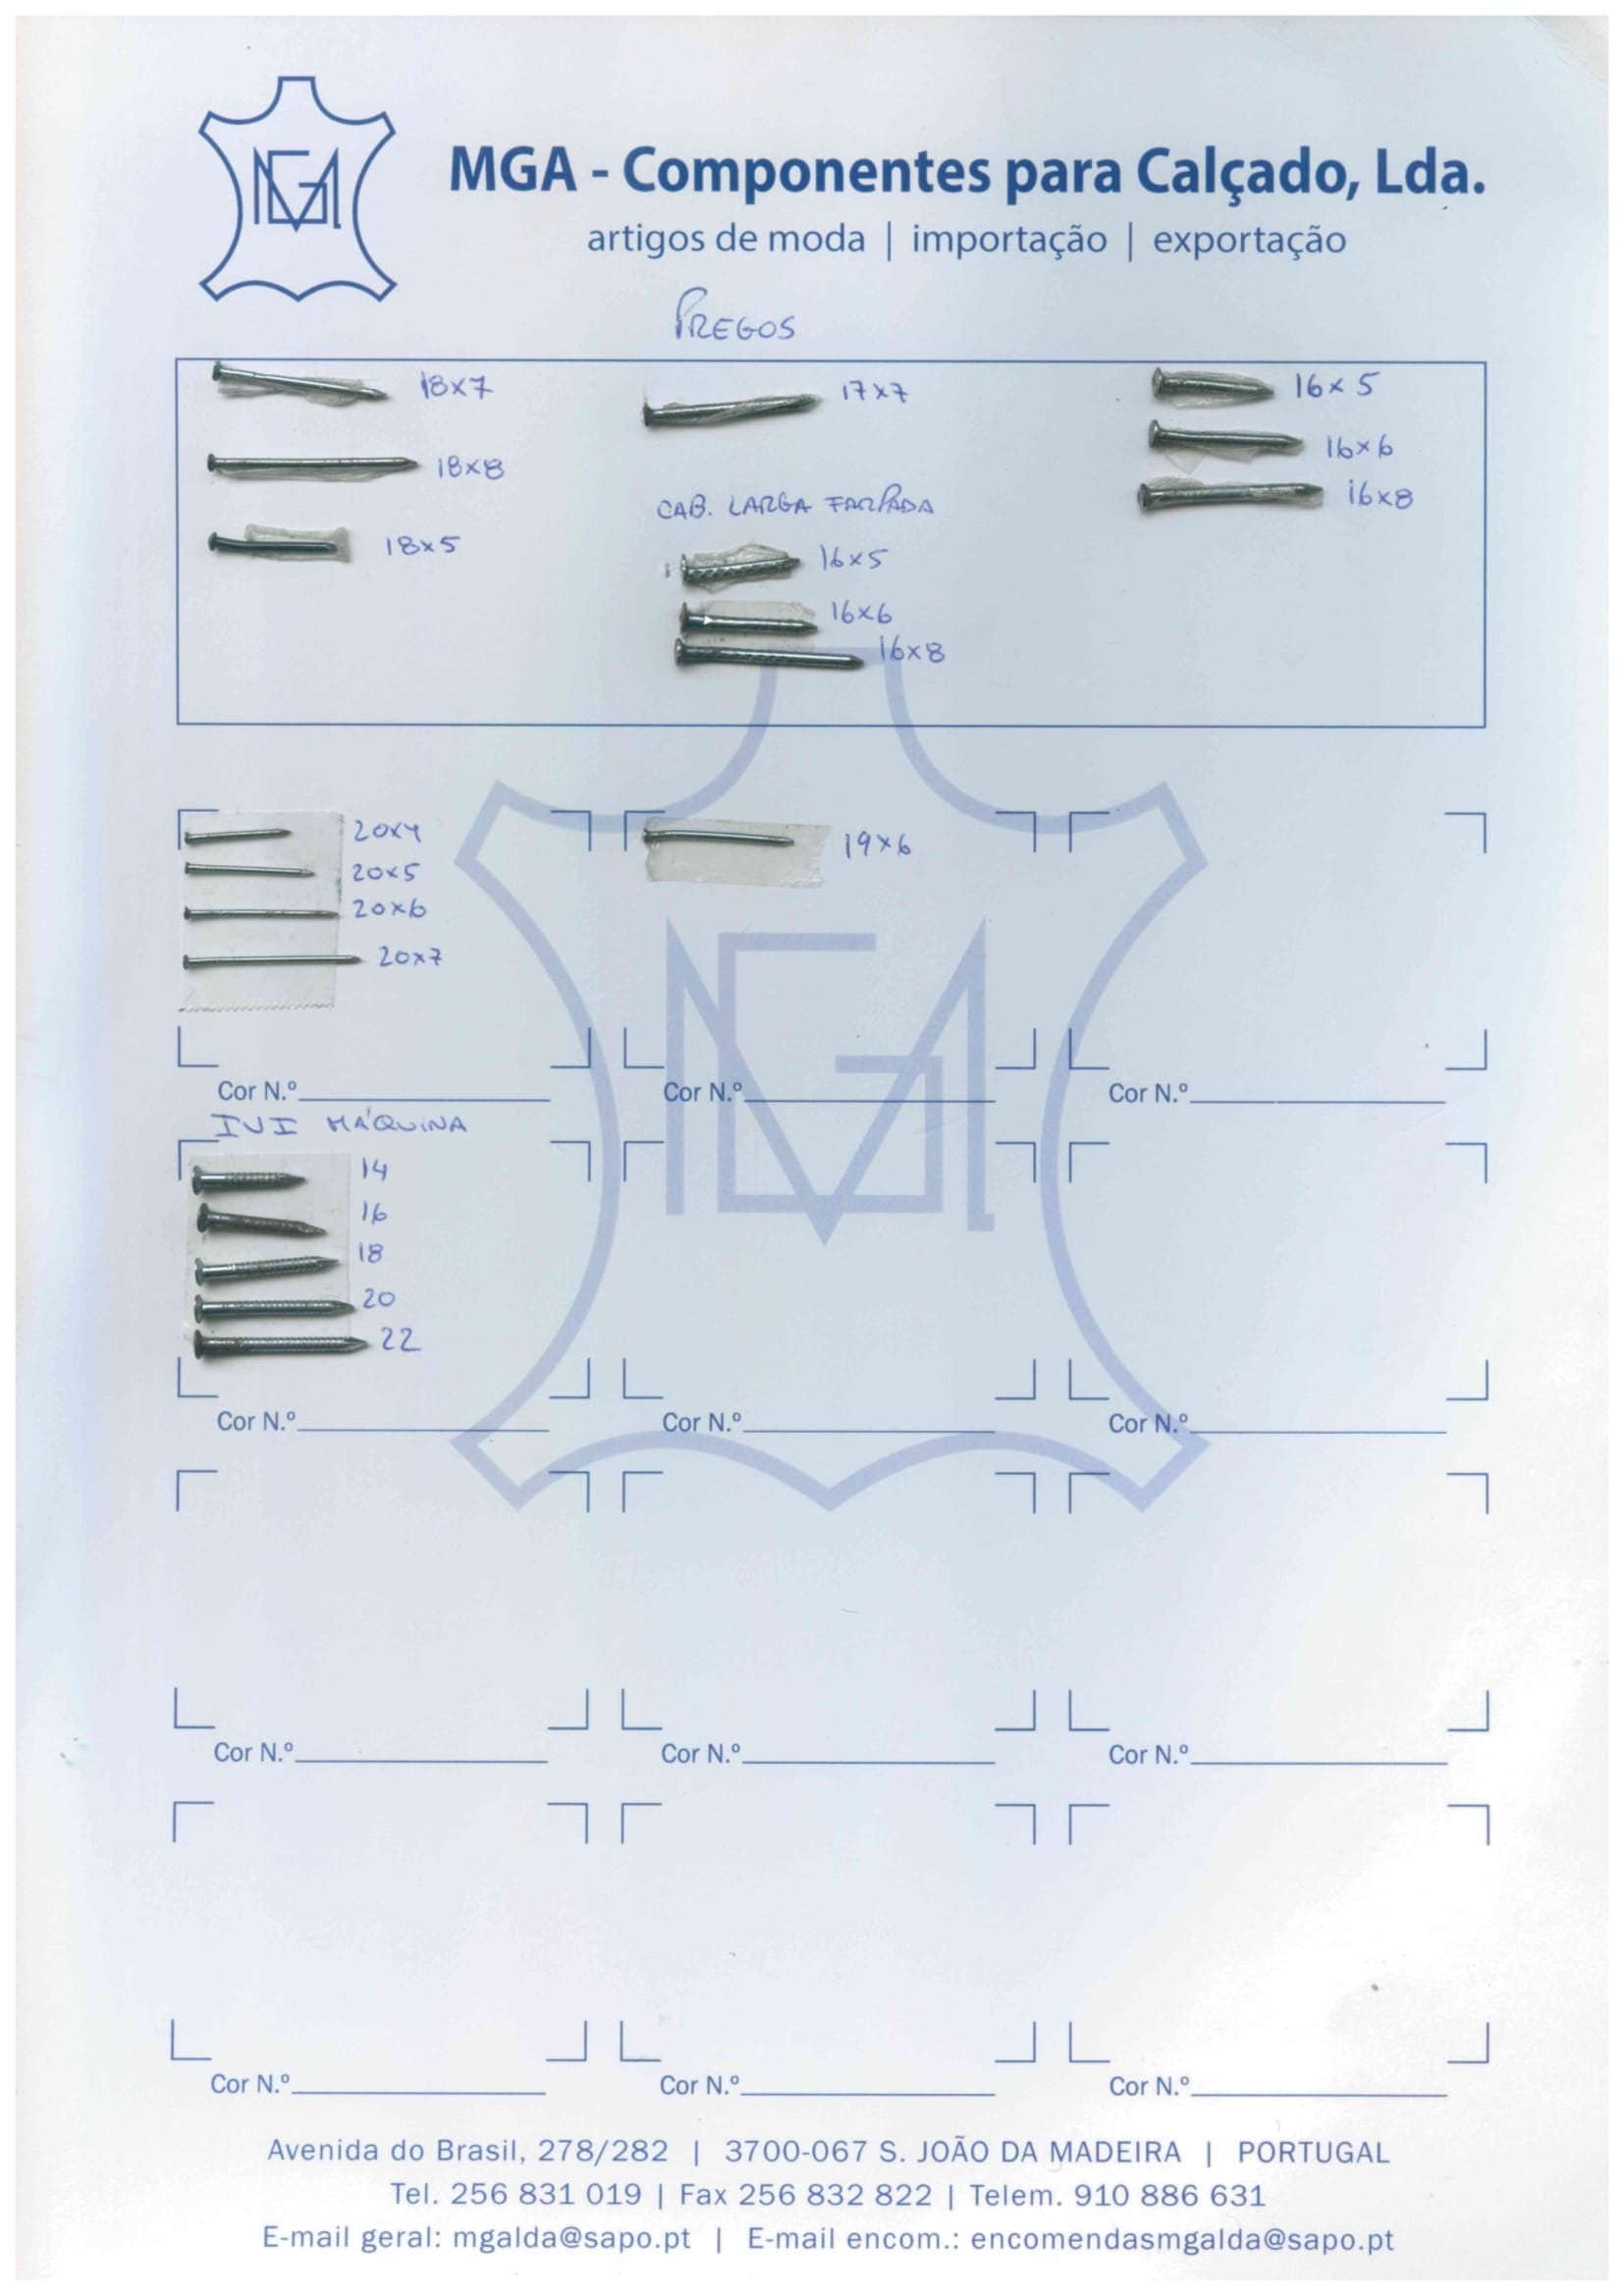 MGA
MGA - Componentes para Calçado, Lda.
artigos de moda | importação | exportação
PREGOS
18x7
18x8
18x5
17x7
CAB. LARGA FARPADA
16x5
16x6
16x8
16x5
16x6
16x8
20x4
20x5
20x6
20x7
19x6
MGA
Cor N.º
Cor N.º
Cor N.º
IVI MÁQUINA
14
16
18
20
22
Cor N.º
Cor N.º
Cor N.º
Cor N.º
Cor N.º
Cor N.º
Cor N.º
Cor N.º
Cor N.º
Avenida do Brasil, 278/282 | 3700-067 S. JOÃO DA MADEIRA | PORTUGAL
Tel. 256 831 019 | Fax 256 832 822 | Telem. 910 886 631
E-mail geral: mgalda@sapo.pt | E-mail encom.: encomendasmgalda@sapo.pt